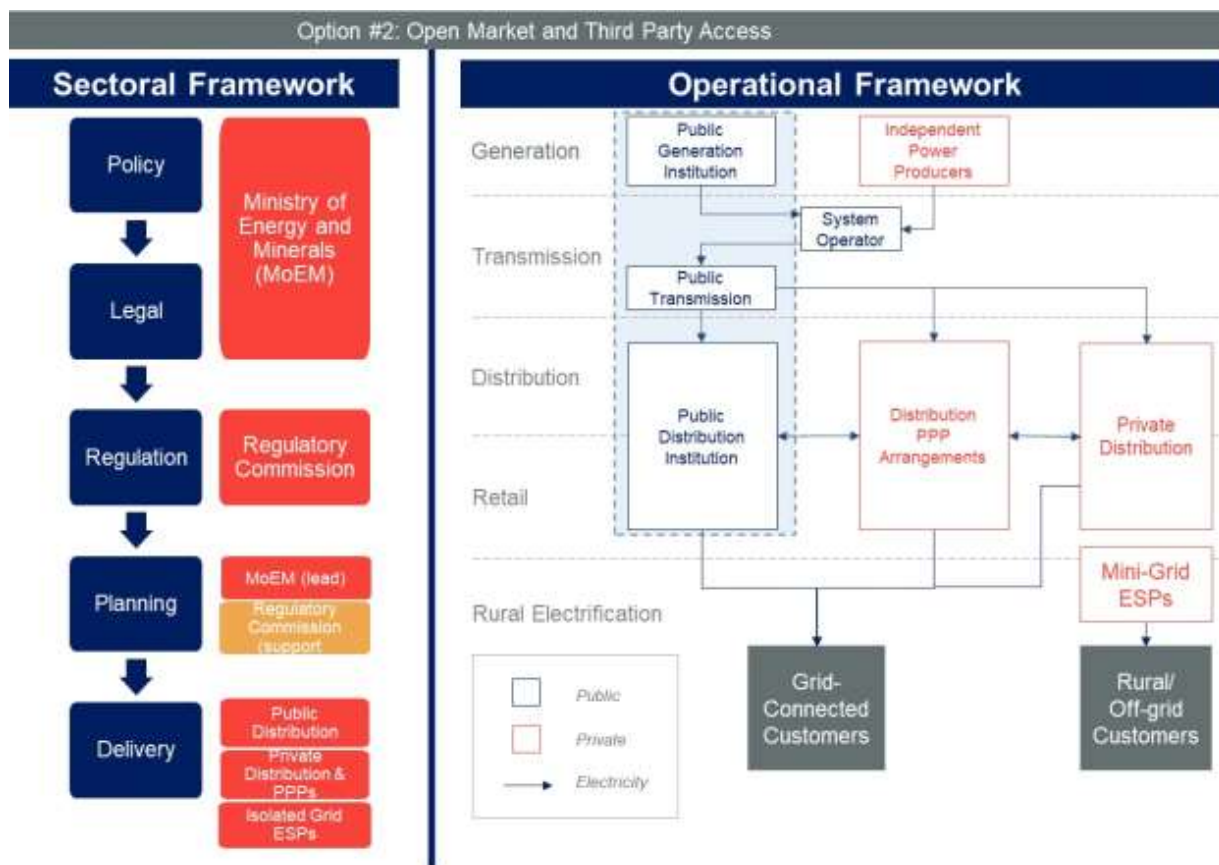 Option #2: Open Market and Third Party Access
Sectoral Framework
Policy
Legal
Regulation
Planning
Delivery
Ministry of
Energy and
Minerals
(MoEM)
Regulatory
Commission
MoEM (lead)
Regulatory
Commission
(support
Public
Distribution
Private
Distribution &
PPPs
Isolated Grid
ESPs
Operational Framework
Generation
Public
Generation
Institution
Independent
Power
Producers
System
Operator
Transmission
Public
Transmission
Distribution
Public
Distribution
Institution
Distribution
PPP
Arrangements
Private
Distribution
Retail
Mini-Grid
ESPs
Rural Electrification
Public
Private
Electricity
Grid-
Connected
Customers
Rural/
Off-grid
Customers